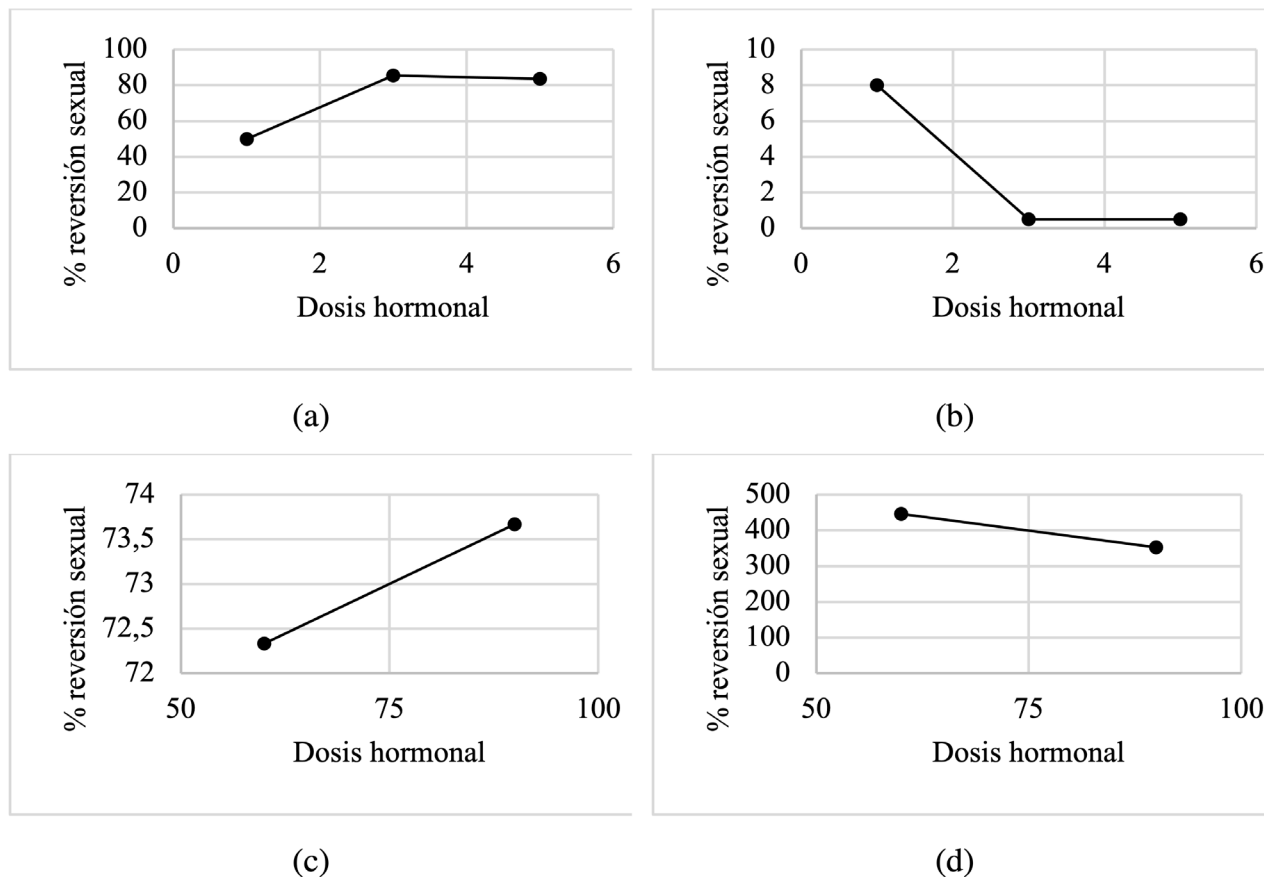 100
80
60
40
20
0
0 2 4 6
% reversión sexual
Dosis hormonal
(a)
10
8
6
4
2
0
0 2 4 6
% reversión sexual
Dosis hormonal
(b)
74
73,5
73
72,5
72
50 75 100
% reversión sexual
Dosis hormonal
(c)
500
400
300
200
100
0
50 75 100
% reversión sexual
Dosis hormonal
(d)